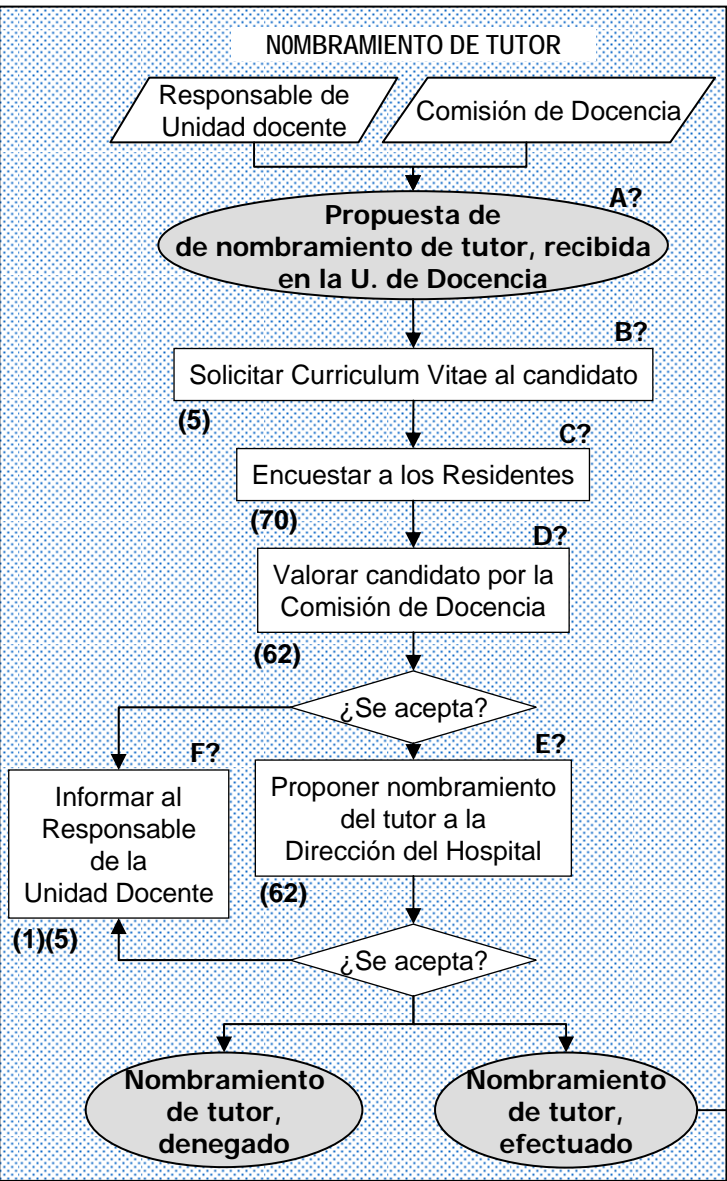 N0MBRAMIENTO DE TUTOR
Responsable de
Unidad docente
Comisión de Docencia
A?
Propuesta de
de nombramiento de tutor, recibida
en la U. de Docencia
B?
Solicitar Curriculum Vitae al candidato
(5)
C?
Encuestar a los Residentes
(70)
D?
Valorar candidato por la
Comisión de Docencia
(62)
¿Se acepta?
F?
Informar al
Responsable
de la
Unidad Docente
(1)(5)
E?
Proponer nombramiento
del tutor a la
Dirección del Hospital
(62)
¿Se acepta?
Nombramiento
de tutor,
denegado
Nombramiento
de tutor,
efectuado